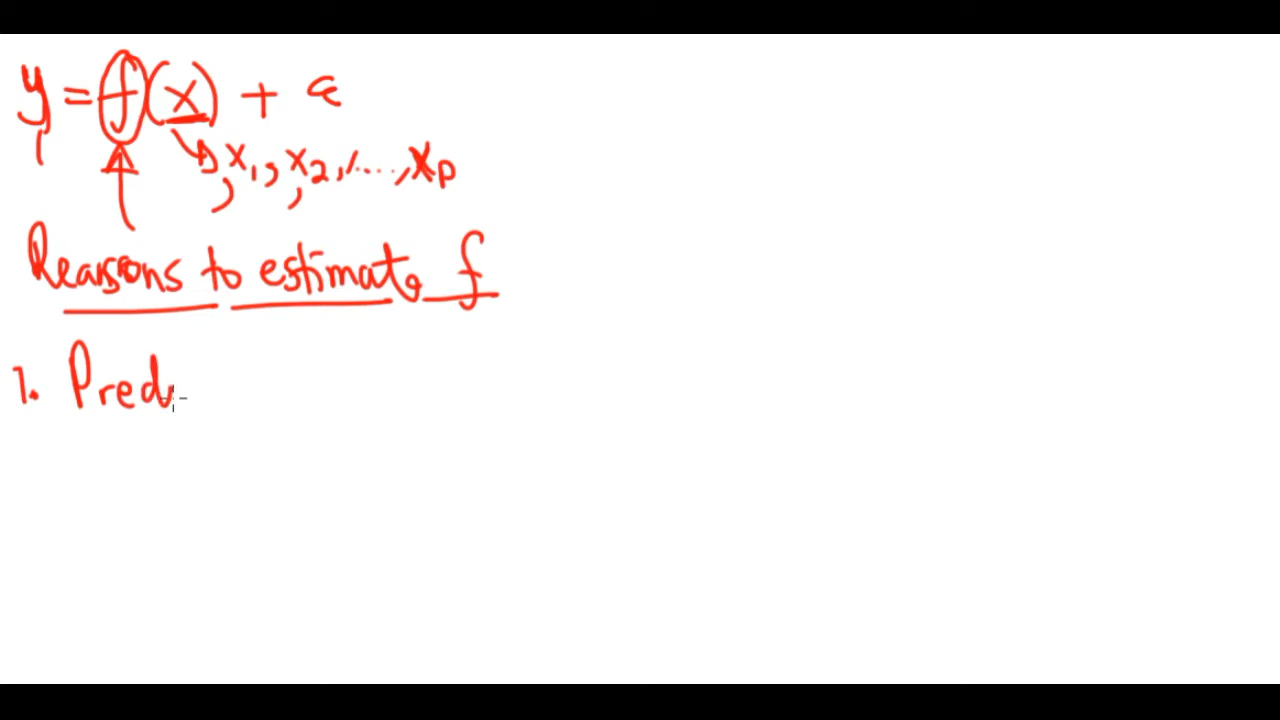 y = f(x) + ε
x₁, x₂, ...., xp
Reasons to estimate f
1. Pred